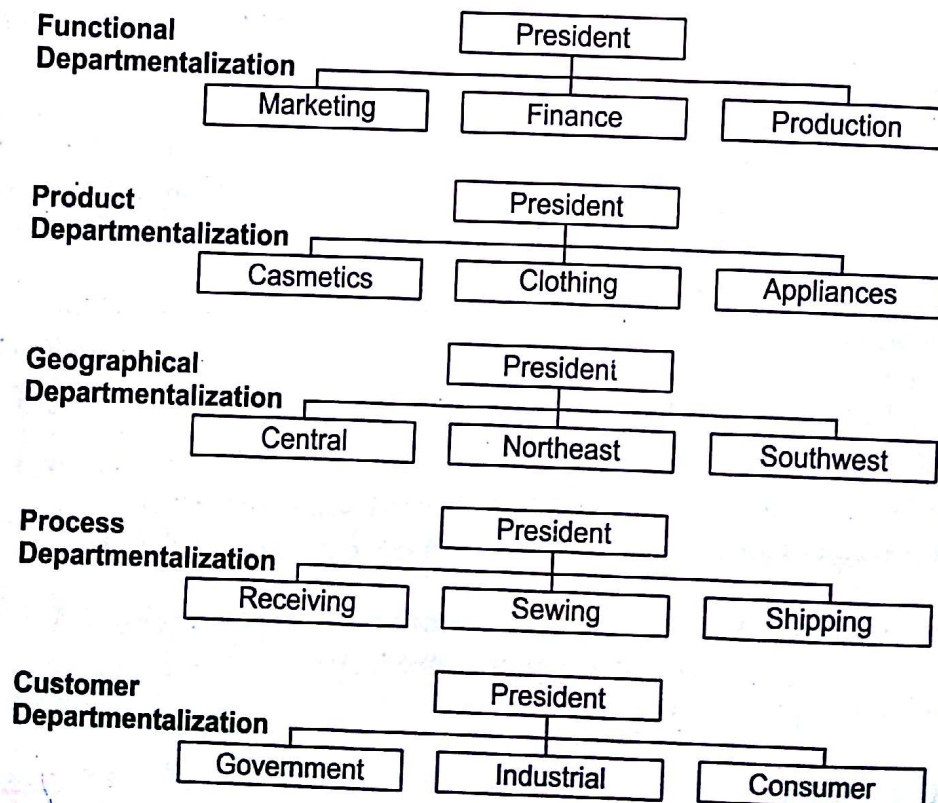 Functional
Departmentalization
President
Marketing
Finance
Production
Product
Departmentalization
President
Casmetics
Clothing
Appliances
Geographical
Departmentalization
President
Central
Northeast
Southwest
Process
Departmentalization
President
Receiving
Sewing
Shipping
Customer
Departmentalization
President
Government
Industrial
Consumer